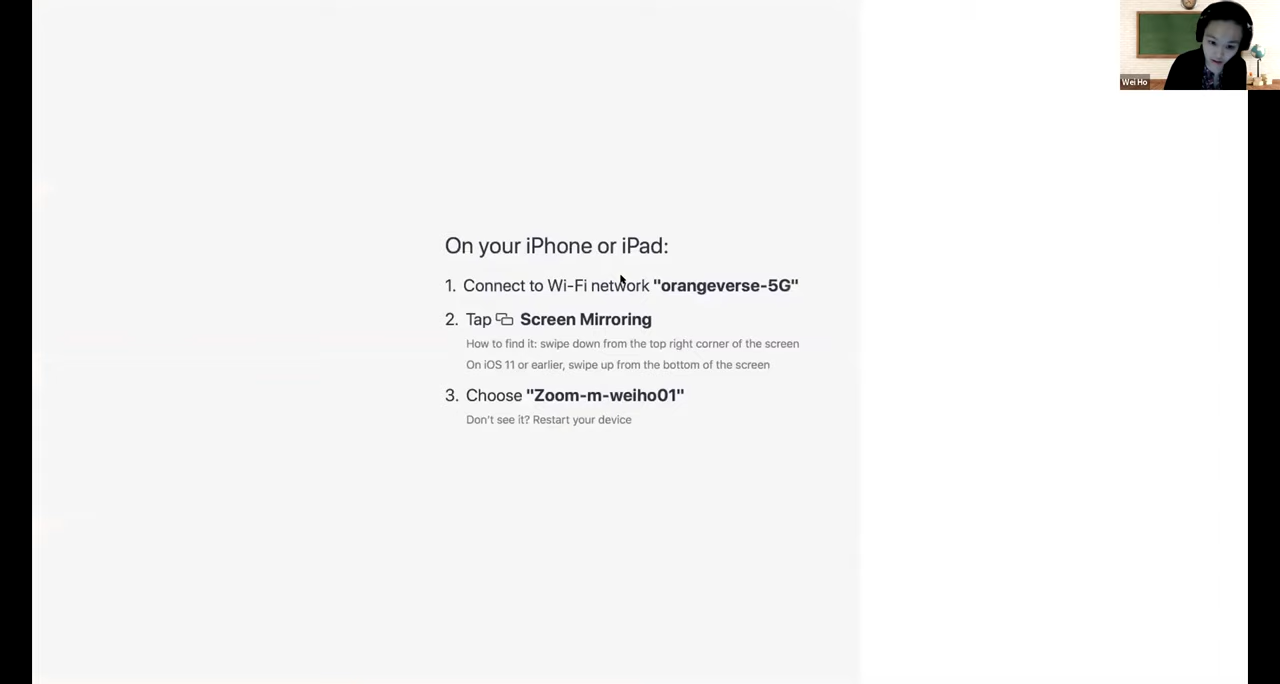 Wei Ho
On your iPhone or iPad:
1. Connect to Wi-Fi network "orangeverse-5G"
2. Tap Screen Mirroring
How to find it: swipe down from the top right corner of the screen
On iOS 11 or earlier, swipe up from the bottom of the screen
3. Choose "Zoom-m-weiho01"
Don't see it? Restart your device